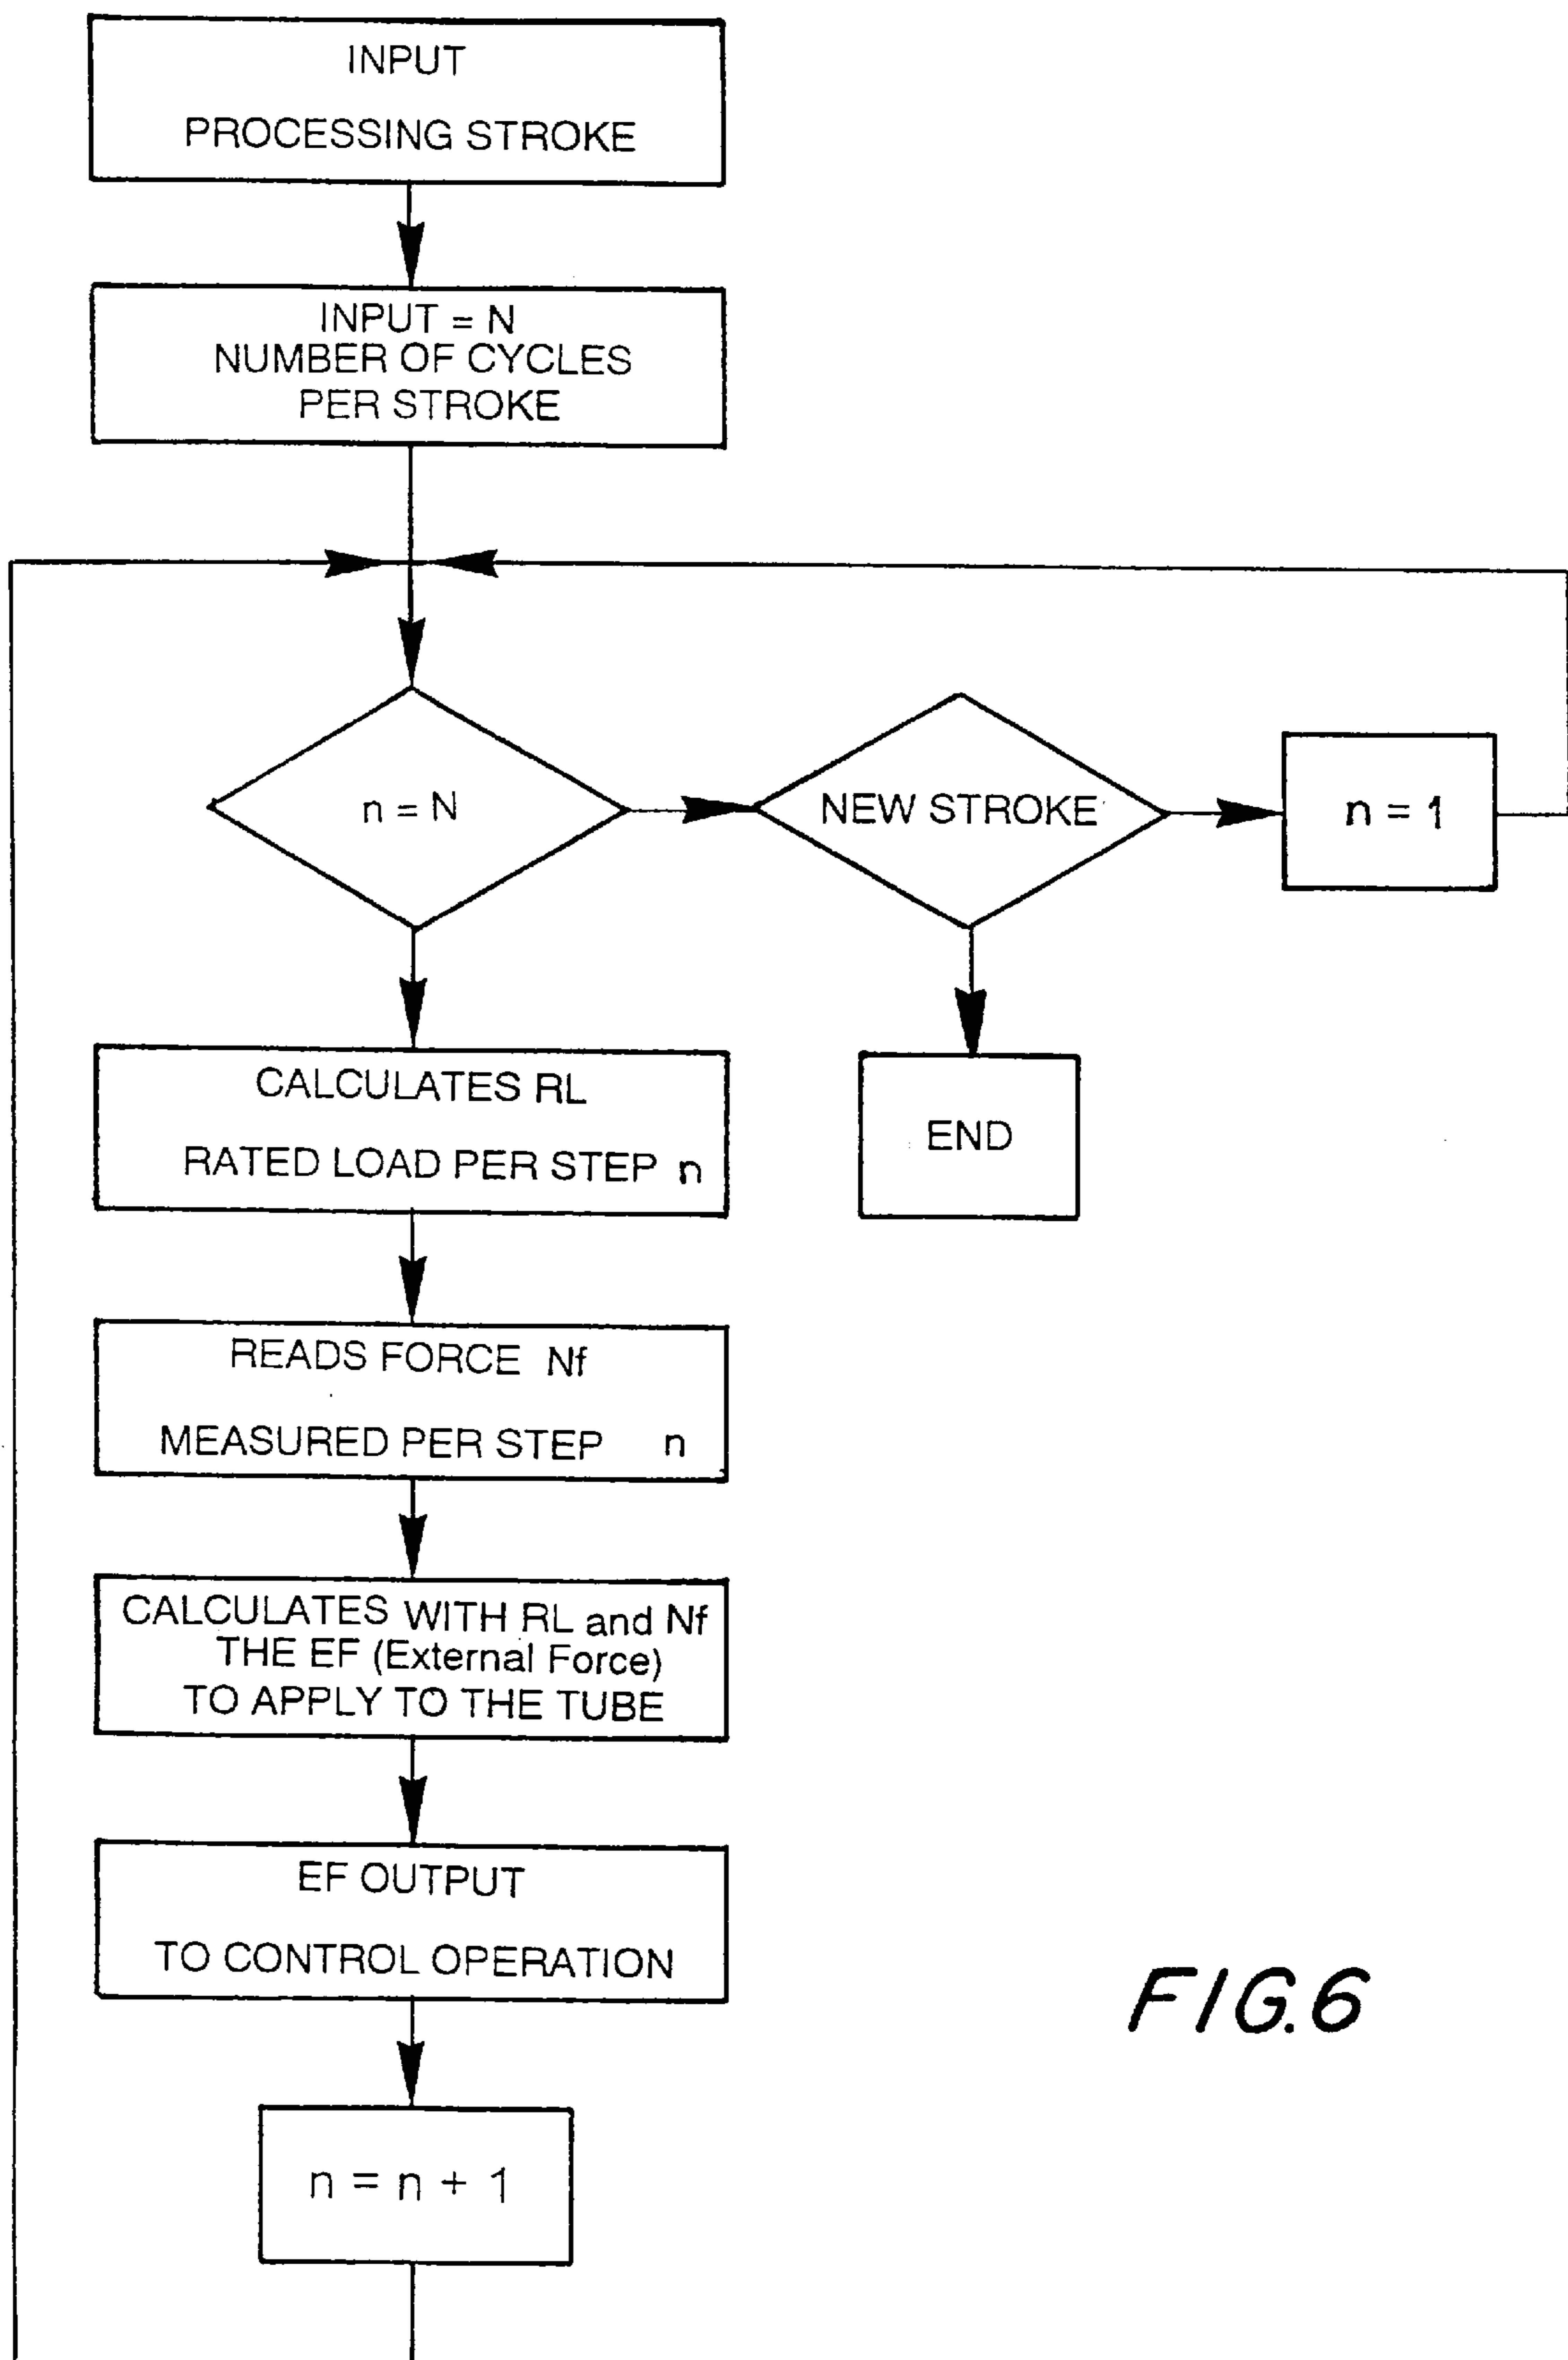 INPUT
PROCESSING STROKE
INPUT = N
NUMBER OF CYCLES
PER STROKE
n = N
NEW STROKE
n = 1
CALCULATES RL
RATED LOAD PER STEP n
END
READS FORCE Nf
MEASURED PER STEP n
CALCULATES WITH RL and Nf
THE EF (External Force)
TO APPLY TO THE TUBE
EF OUTPUT
TO CONTROL OPERATION
n = n + 1
FIG.6